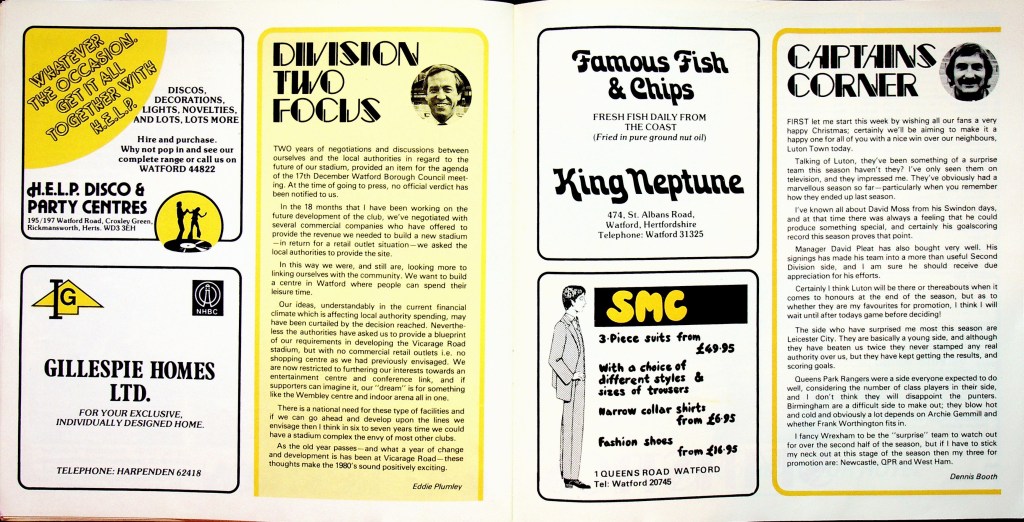 WHATEVER
THE OCCASION.
GET IT ALL
TOGETHER WITH
H.E.L.P.
DISCOS,
DECORATIONS,
LIGHTS, NOVELTIES,
AND LOTS, LOTS MORE
Hire and purchase.
Why not pop in and see our
complete range or call us on
WATFORD 44822
H.E.L.P. DISCO &
PARTY CENTRES
195/197 Watford Road, Croxley Green,
Rickmansworth, Herts. WD3 3EH
IG
NHBC
GILLESPIE HOMES
LTD.
FOR YOUR EXCLUSIVE,
INDIVIDUALLY DESIGNED HOME.
TELEPHONE: HARPENDEN 62418
DIVISION
TWO
FOCUS
TWO years of negotiations and discussions between
ourselves and the local authorities in regard to the
future of our stadium, provided an item for the agenda
of the 17th December Watford Borough Council meet-
ing. At the time of going to press, no official verdict has
been notified to us.
In the 18 months that I have been working on the
future development of the club, we've negotiated with
several commercial companies who have offered to
provide the revenue we needed to build a new stadium
—in return for a retail outlet situation—we asked the
local authorities to provide the site.
In this way we were, and still are, looking more to
linking ourselves with the community. We want to build
a centre in Watford where people can spend their
leisure time.
Our ideas, understandably in the current financial
climate which is affecting local authority spending, may
have been curtailed by the decision reached. Neverthe-
less the authorities have asked us to provide a blueprint
of our requirements in developing the Vicarage Road
stadium, but with no commercial retail outlets i.e. no
shopping centre as we had previously envisaged. We
are now restricted to furthering our interests towards an
entertainment centre and conference link, and if
supporters can imagine it, our "dream" is for something
like the Wembley centre and indoor arena all in one.
There is a national need for these type of facilities and
if we can go ahead and develop upon the lines we
envisage then I think in six to seven years time we could
have a stadium complex the envy of most other clubs.
As the old year passes—and what a year of change
and development is has been at Vicarage Road—these
thoughts make the 1980's sound positively exciting.
Eddie Plumley
Famous Fish
& Chips
FRESH FISH DAILY FROM
THE COAST
(Fried in pure ground nut oil)
King Neptune
474, St. Albans Road,
Watford, Hertfordshire
Telephone: Watford 31325
SMC
3-Piece suits from
£49.95
With a choice of
different styles &
sizes of trousers
Narrow collar shirts
from £6.95
Fashion shoes
from £16.95
1 QUEENS ROAD WATFORD
Tel: Watford 20745
CAPTAINS
CORNER
FIRST let me start this week by wishing all our fans a very
happy Christmas; certainly we'll be aiming to make it a
happy one for all of you with a nice win over our neighbours,
Luton Town today.
Talking of Luton, they've been something of a surprise
team this season haven't they? I've only seen them on
television, and they impressed me. They've obviously had a
marvellous season so far—particularly when you remember
how they ended up last season.
I've known all about David Moss from his Swindon days,
and at that time there was always a feeling that he could
produce something special, and certainly his goalscoring
record this season proves that point.
Manager David Pleat has also bought very well. His
signings has made his team into a more than useful Second
Division side, and I am sure he should receive due
appreciation for his efforts.
Certainly I think Luton will be there or thereabouts when it
comes to honours at the end of the season, but as to
whether they are my favourites for promotion, I think I will
wait until after todays game before deciding!
The side who have surprised me most this season are
Leicester City. They are basically a young side, and although
they have beaten us twice they never stamped any real
authority over us, but they have kept getting the results, and
scoring goals.
Queens Park Rangers were a side everyone expected to do
well, considering the number of class players in their side,
and I don't think they will disappoint the punters.
Birmingham are a difficult side to make out; they blow hot
and cold and obviously a lot depends on Archie Gemmill and
whether Frank Worthington fits in.
I fancy Wrexham to be the "surprise" team to watch out
for over the second half of the season, but if I have to stick
my neck out at this stage of the season then my three for
promotion are: Newcastle, QPR and West Ham.
Dennis Booth